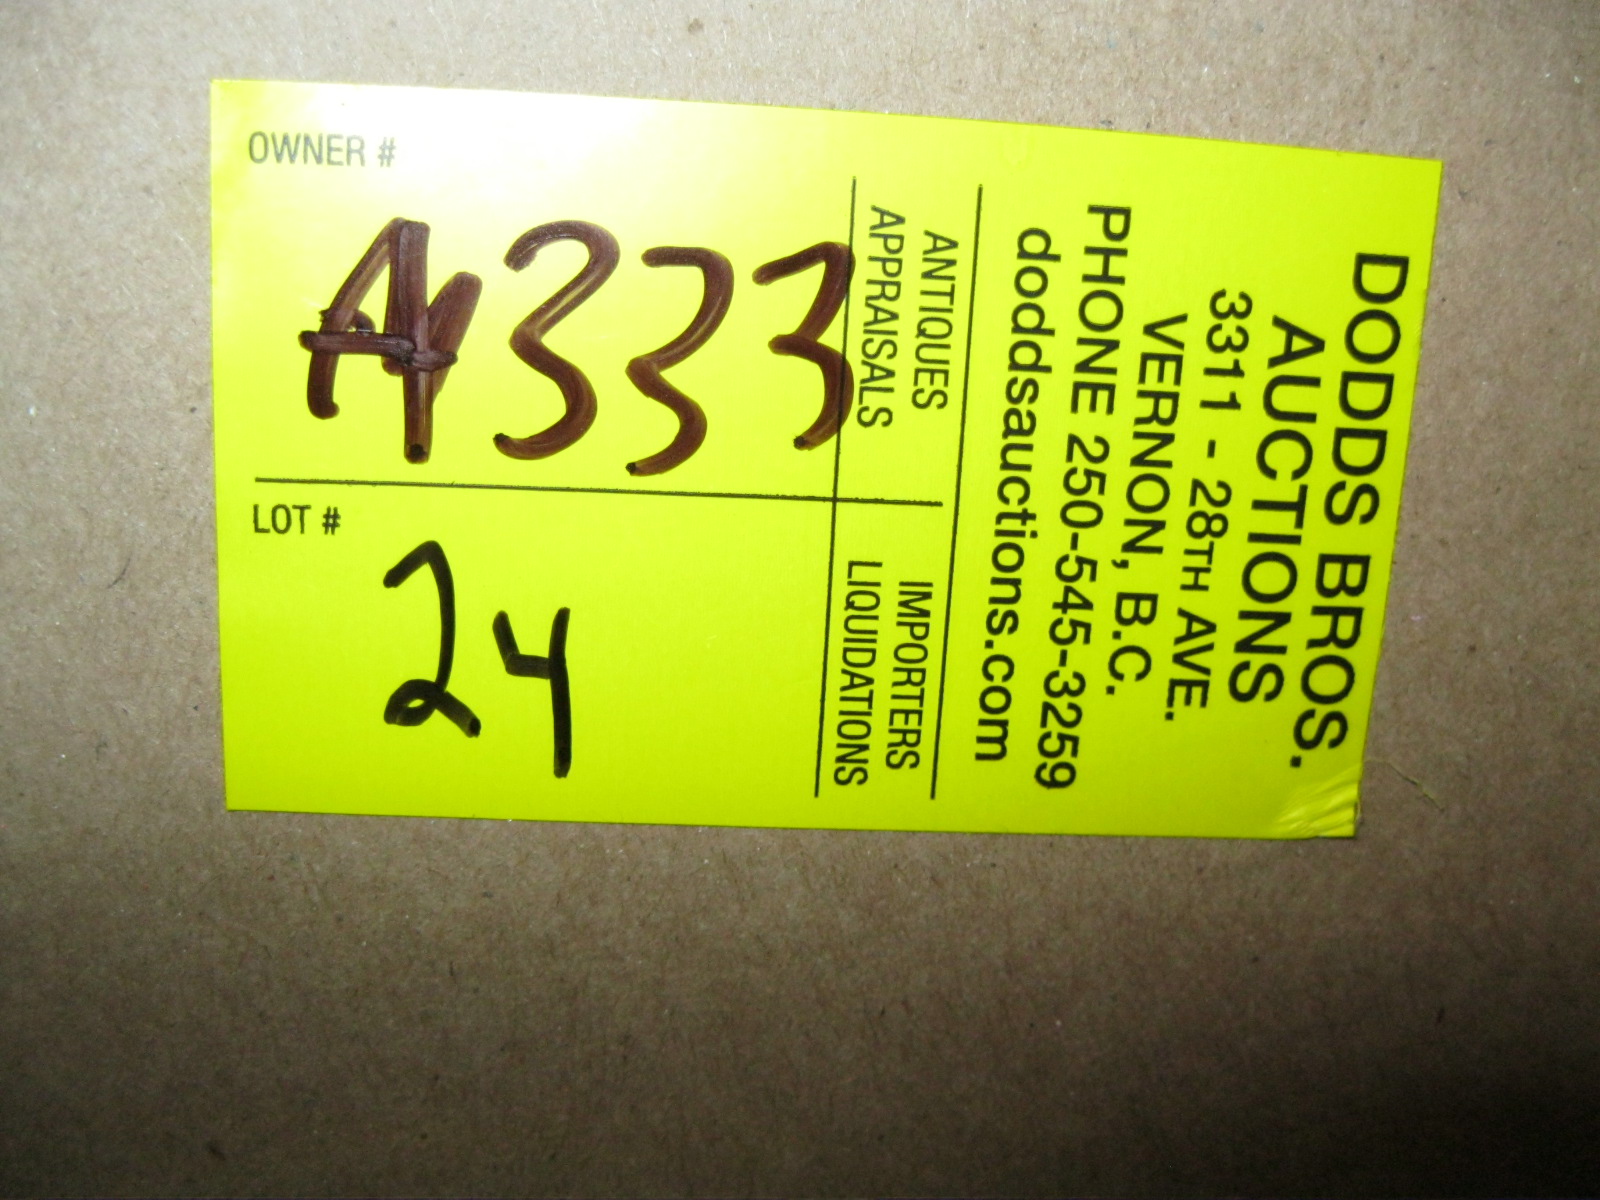 DODDS BROS.
AUCTIONS
3311 - 28TH AVE.
VERNON, B.C.
PHONE 250-545-3259
doddsauctions.com
ANTIQUES
APPRAISALS
IMPORTERS
LIQUIDATIONS
OWNER #
A333
LOT #
24